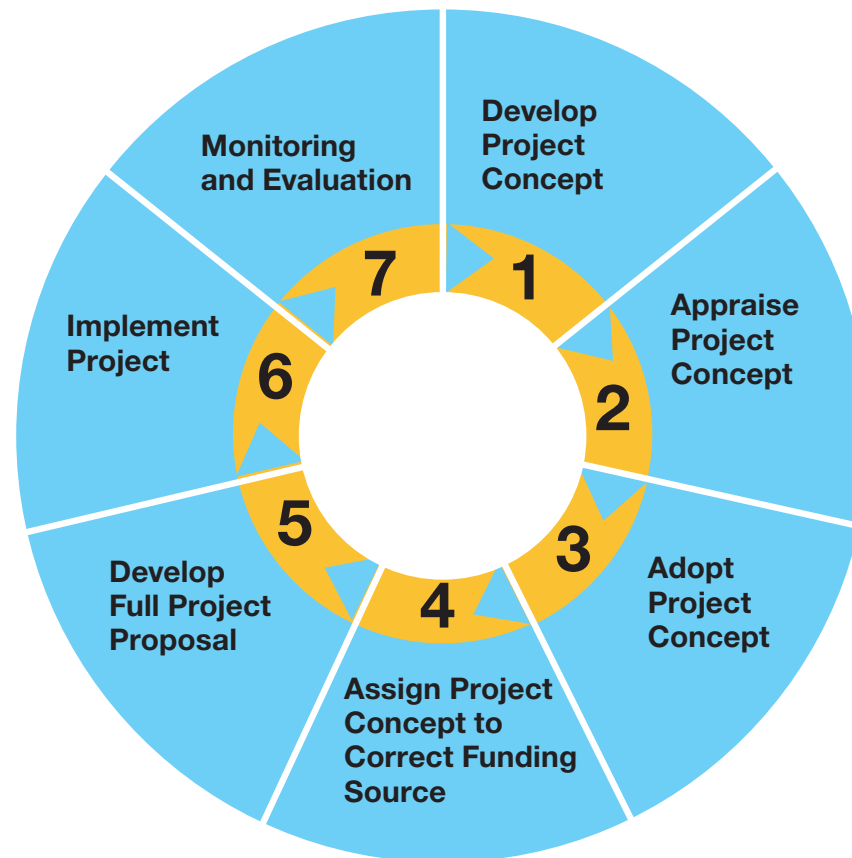 Develop
Project
Concept
1
Appraise
Project
Concept
2
Adopt
Project
Concept
3
Assign Project
Concept to
Correct Funding
Source
4
Develop
Full Project
Proposal
5
Implement
Project
6
Monitoring
and Evaluation
7